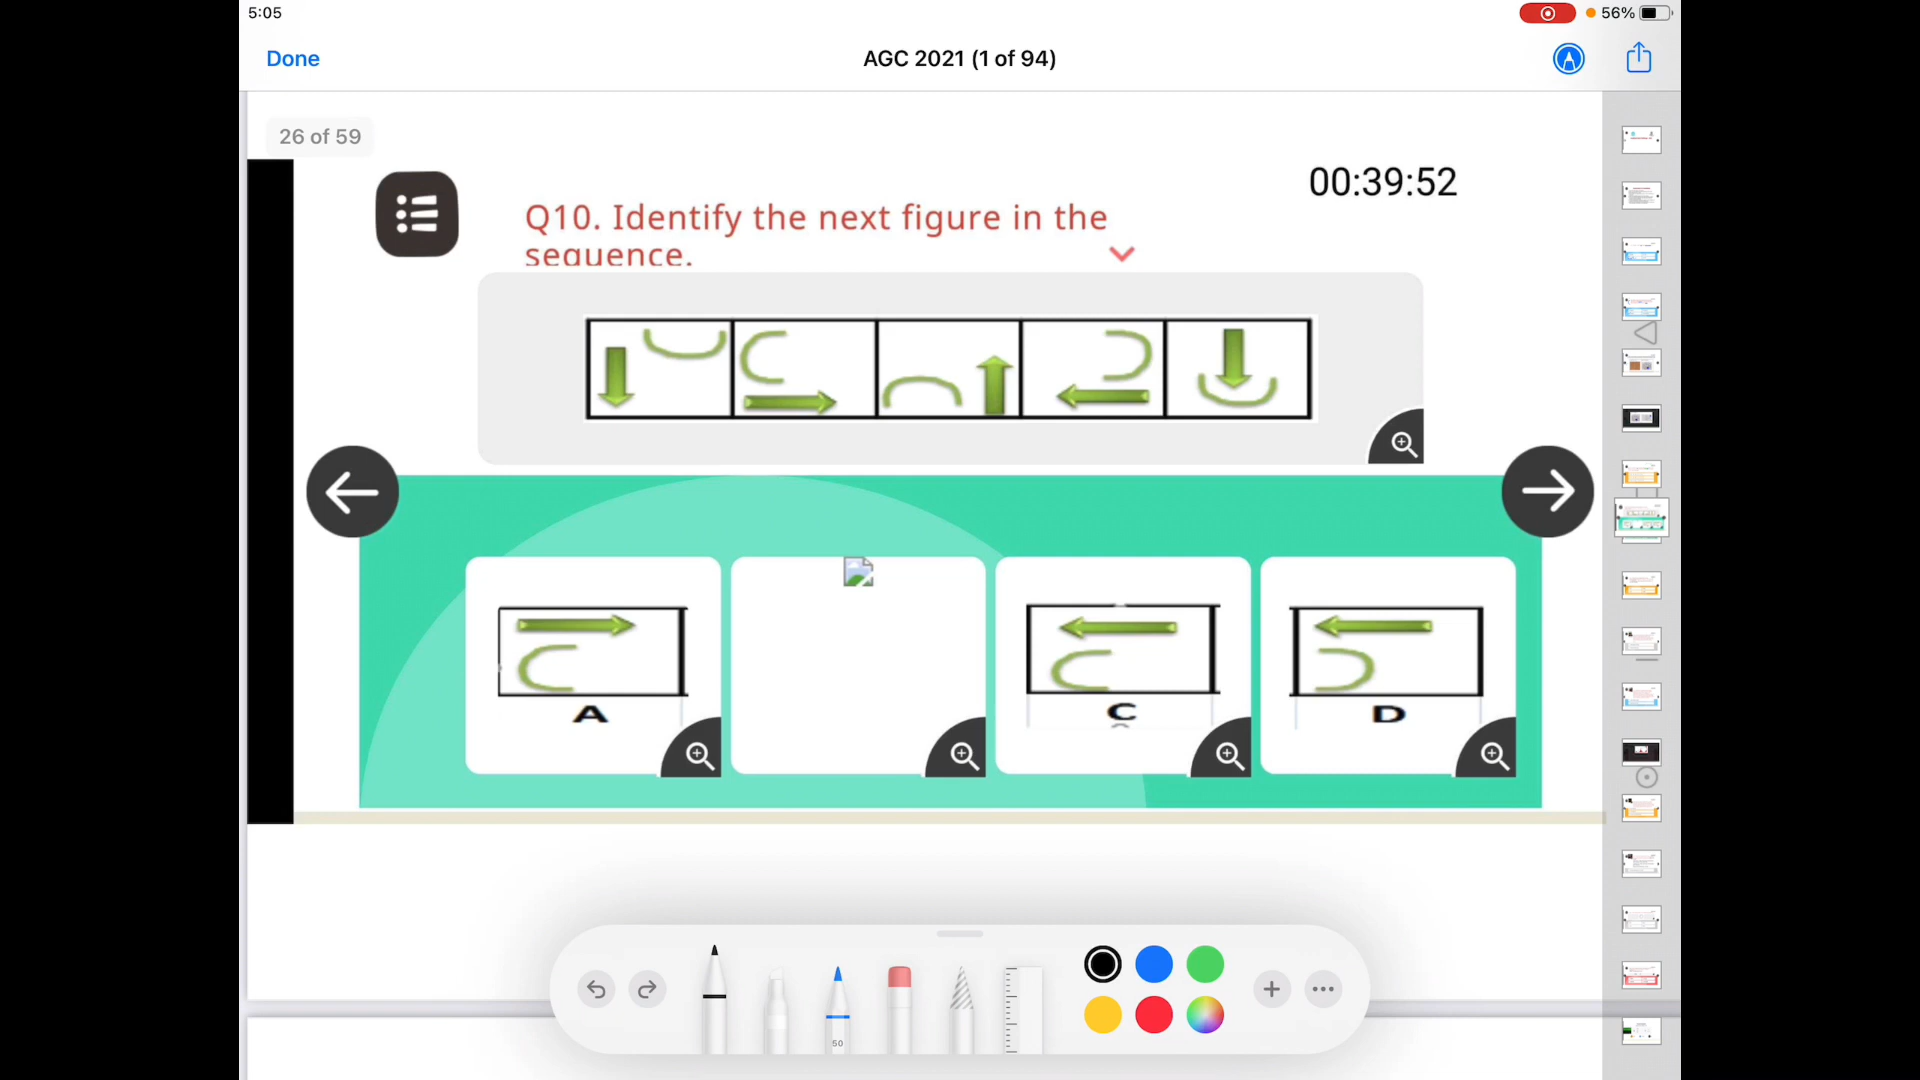 5:05
56%
Done
AGC 2021 (1 of 94)
26 of 59
00:39:52
Q10. Identify the next figure in the
sequence.
A
C
D
50